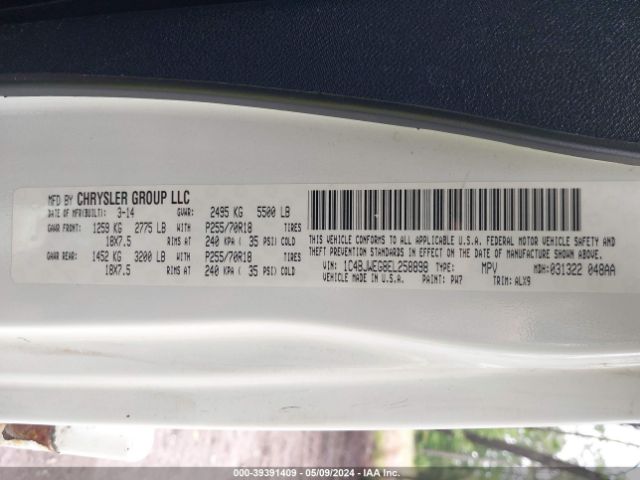 MFD BY CHRYSLER GROUP LLC
DATE OF MFR(BUILT): 3-14 GVWR: 2495 KG 5500 LB
GAWR FRONT: 1259 KG 2775 LB WITH P255/70R18 TIRES
18X7.5 RIMS AT 240 KPA ( 35 PSI) COLD
GAWR REAR: 1452 KG 3200 LB WITH P255/70R18 TIRES
18X7.5 RIMS AT 240 KPA ( 35 PSI) COLD
THIS VEHICLE CONFORMS TO ALL APPLICABLE U.S.A. FEDERAL MOTOR VEHICLE SAFETY AND
THEFT PREVENTION STANDARDS IN EFFECT ON THE DATE OF MANUFACTURE SHOWN ABOVE.
VIN: 1C4BJWEG8EL258898 TYPE: MPV MDH: 031322 048AA
VEHICLE MADE IN U.S.A. PAINT: PW7 TRIM: ALX9
000-39391409 - 05/09/2024 - IAA Inc.